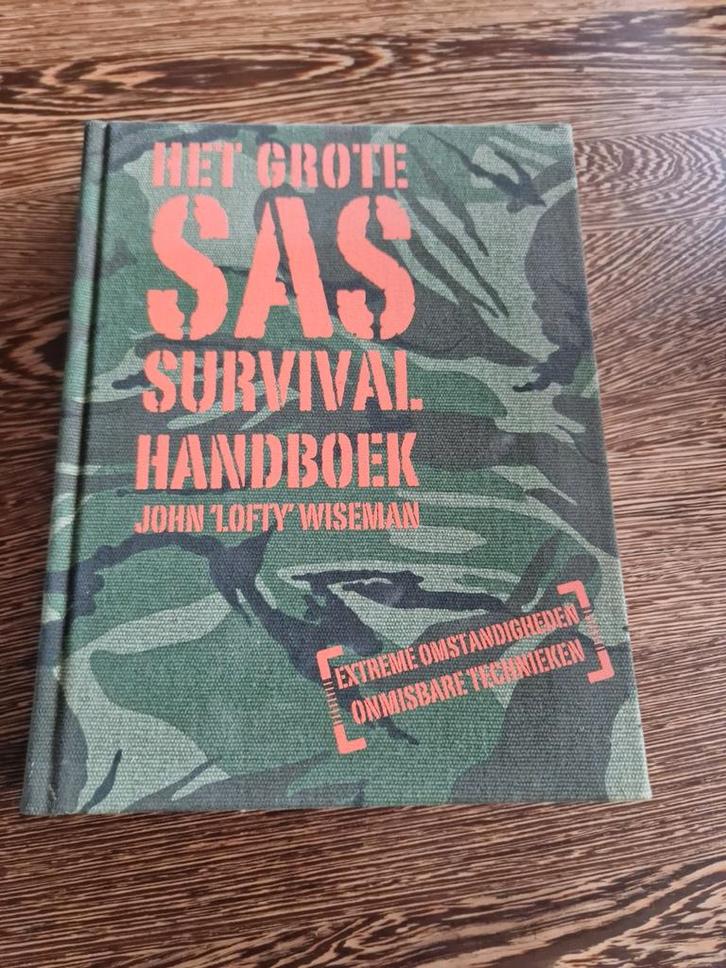 HET GROTE
SAS
SURVIVAL
HANDBOEK
JOHN 'LOFTY' WISEMAN
EXTREME OMSTANDIGHEDEN
ONMISBARE TECHNIEKEN